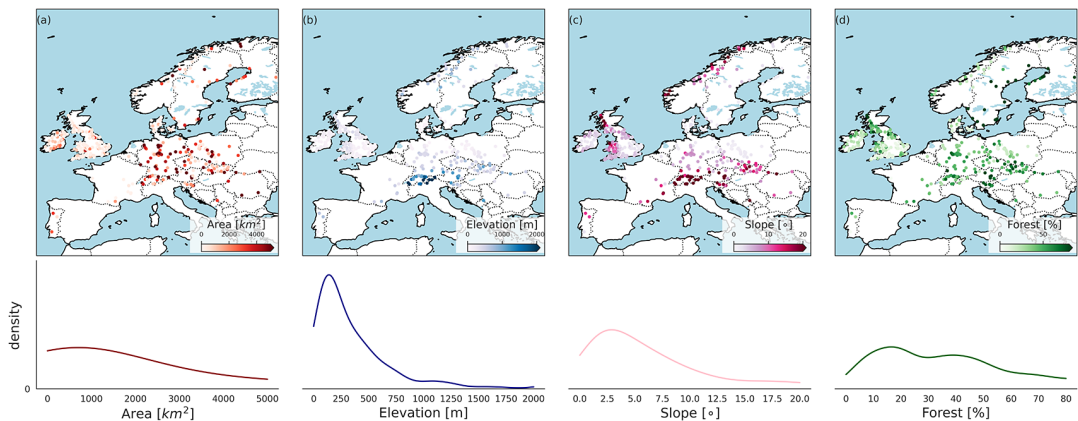 (a)
(b)
(c)
(d)
Area [km²]
0 2000 4000
Elevation [m]
0 1000 2000
Slope [∘]
0 10 20
Forest [%]
0 50
density
0
0 1000 2000 3000 4000 5000
Area [km²]
0 250 500 750 1000 1250 1500 1750 2000
Elevation [m]
0.0 2.5 5.0 7.5 10.0 12.5 15.0 17.5 20.0
Slope [∘]
0 10 20 30 40 50 60 70 80
Forest [%]